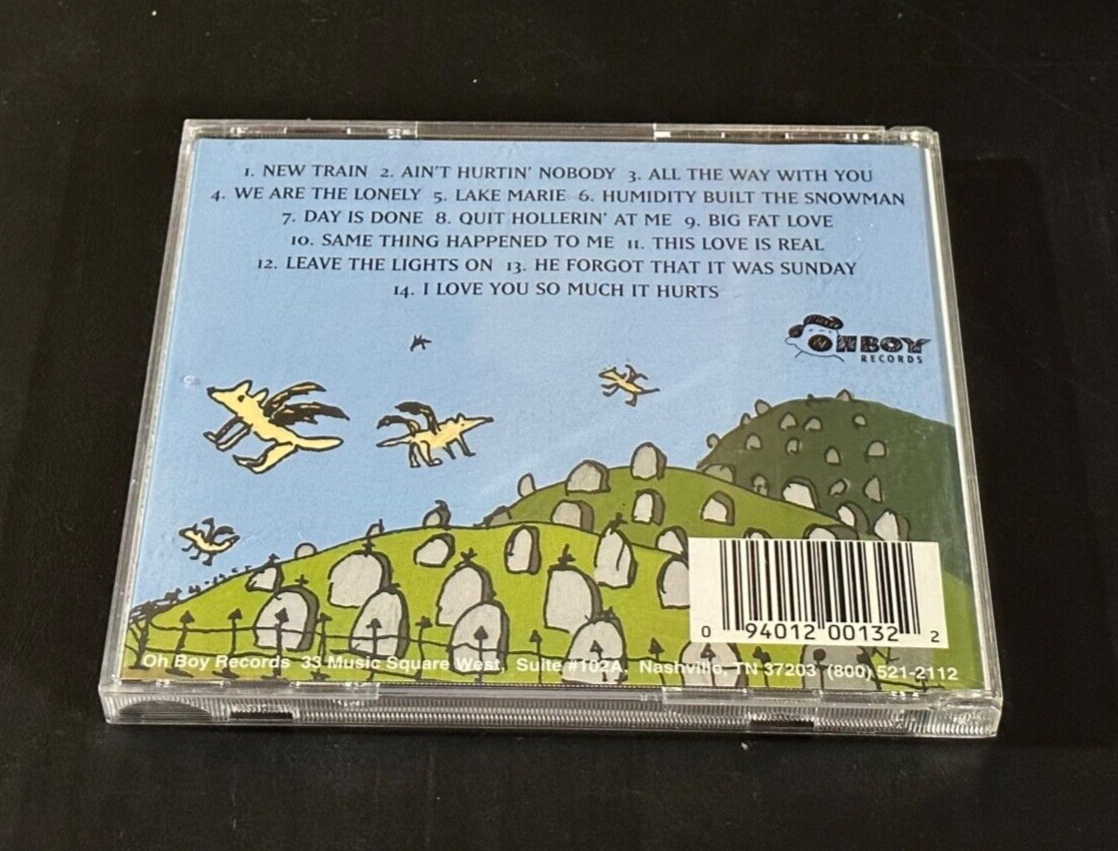 1. NEW TRAIN 2. AIN'T HURTIN' NOBODY 3. ALL THE WAY WITH YOU
4. WE ARE THE LONELY 5. LAKE MARIE 6. HUMIDITY BUILT THE SNOWMAN
7. DAY IS DONE 8. QUIT HOLLERIN' AT ME 9. BIG FAT LOVE
10. SAME THING HAPPENED TO ME 11. THIS LOVE IS REAL
12. LEAVE THE LIGHTS ON 13. HE FORGOT THAT IT WAS SUNDAY
14. I LOVE YOU SO MUCH IT HURTS
OH BOY
RECORDS
0 94012 00132 2
Oh Boy Records 33 Music Square West, Suite #102A, Nashville, TN 37203 (800) 521-2112